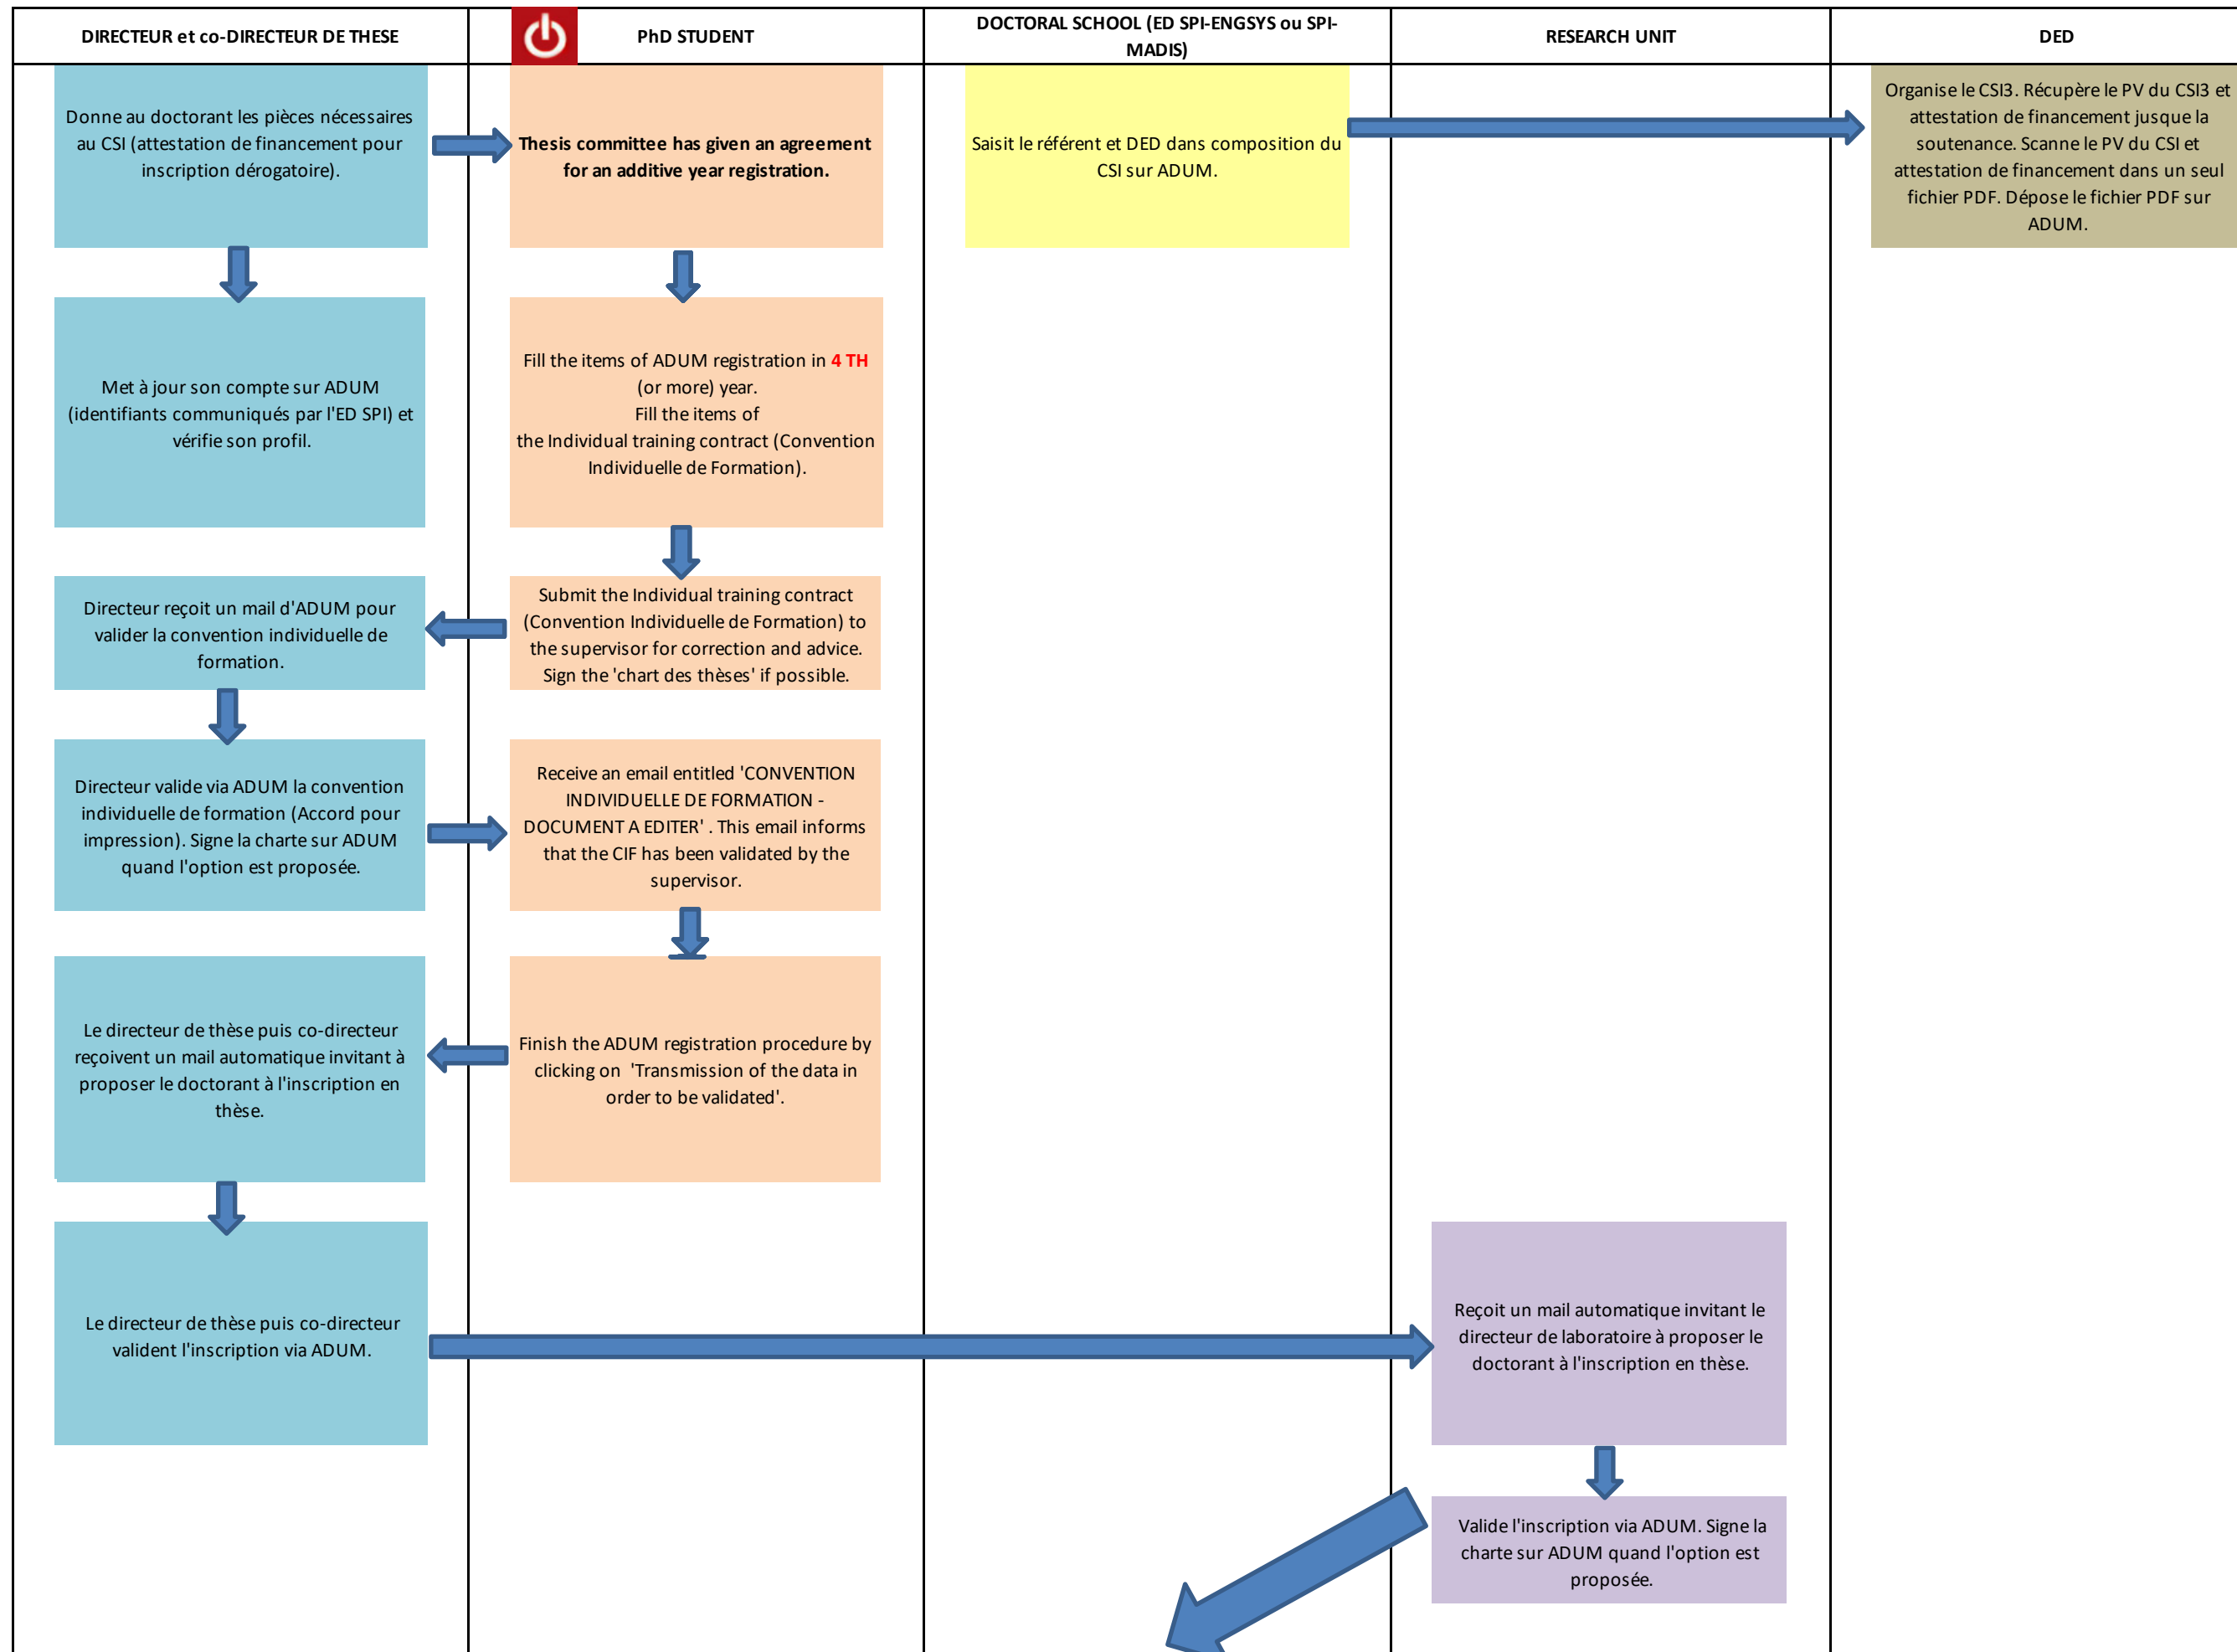 DIRECTEUR et co-DIRECTEUR DE THESE
PhD STUDENT
DOCTORAL SCHOOL (ED SPI-ENGSYS ou SPI-
MADIS)
RESEARCH UNIT
DED
Donne au doctorant les pièces nécessaires
au CSI (attestation de financement pour
inscription dérogatoire).
Thesis committee has given an agreement
for an additive year registration.
Saisit le référent et DED dans composition du
CSI sur ADUM.
Organise le CSI3. Récupère le PV du CSI3 et
attestation de financement jusque la
soutenance. Scanne le PV du CSI et
attestation de financement dans un seul
fichier PDF. Dépose le fichier PDF sur
ADUM.
Met à jour son compte sur ADUM
(identifiants communiqués par l'ED SPI) et
vérifie son profil.
Fill the items of ADUM registration in 4 TH
(or more) year.
Fill the items of
the Individual training contract (Convention
Individuelle de Formation).
Directeur reçoit un mail d'ADUM pour
valider la convention individuelle de
formation.
Submit the Individual training contract
(Convention Individuelle de Formation) to
the supervisor for correction and advice.
Sign the 'chart des thèses' if possible.
Directeur valide via ADUM la convention
individuelle de formation (Accord pour
impression). Signe la charte sur ADUM
quand l'option est proposée.
Receive an email entitled 'CONVENTION
INDIVIDUELLE DE FORMATION -
DOCUMENT A EDITER' . This email informs
that the CIF has been validated by the
supervisor.
Le directeur de thèse puis co-directeur
reçoivent un mail automatique invitant à
proposer le doctorant à l'inscription en
thèse.
Finish the ADUM registration procedure by
clicking on 'Transmission of the data in
order to be validated'.
Le directeur de thèse puis co-directeur
valident l'inscription via ADUM.
Reçoit un mail automatique invitant le
directeur de laboratoire à proposer le
doctorant à l'inscription en thèse.
Valide l'inscription via ADUM. Signe la
charte sur ADUM quand l'option est
proposée.